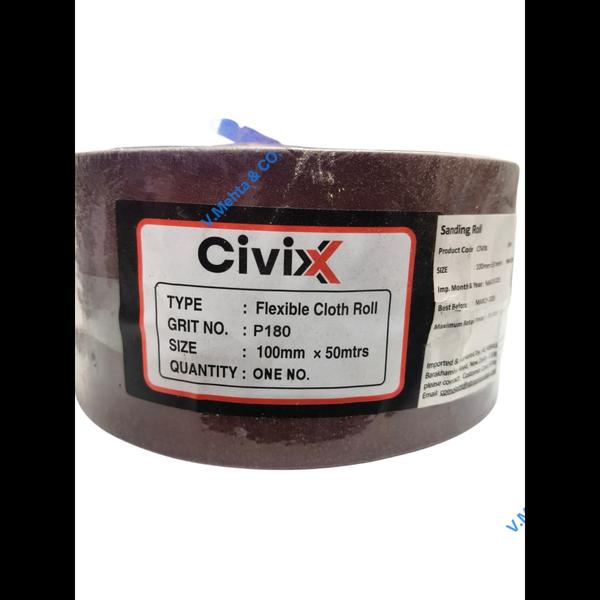 V.Mehta & CO.
Civix
TYPE : Flexible Cloth Roll
GRIT NO. : P180
SIZE : 100mm × 50mtrs
QUANTITY : ONE NO.
Sanding Roll
Product Code
SIZE
Imp. Month & Year :
Best Before
Maximum Retail
Imported &
please contact
Email